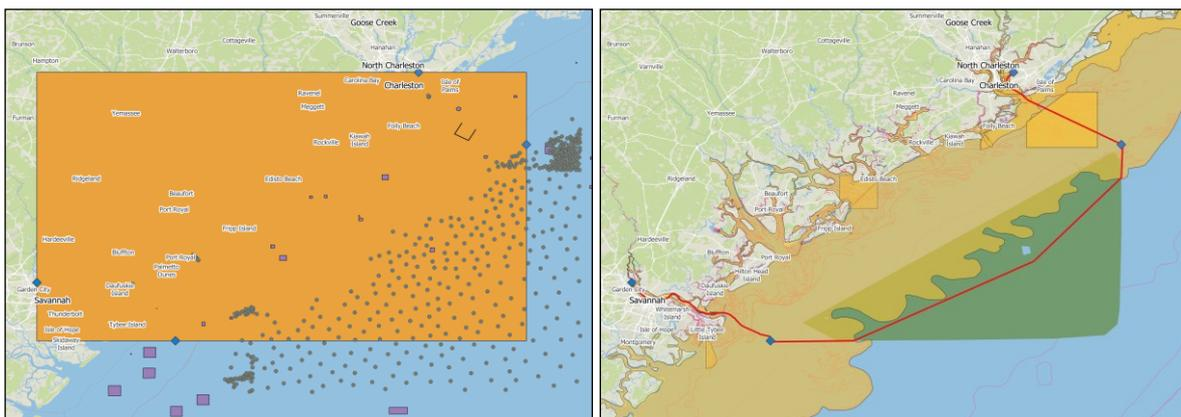 Summerville
Goose Creek
Brunson
Cottageville
Hanahan
Walterboro
Hampton
North Charleston
Carolina Bay
Isle of
Palms
Charleston
Ravenel
Meggett
Furman
Yemassee
Folly Beach
Kiawah
Island
Rockville
Ridgeland
Edisto Beach
Beaufort
Port Royal
Fripp Island
Hardeeville
Bluffton
Port Royal
Palmetto
Dunes
Garden City
Daufuskie
Island
Savannah
Thunderbolt
Tybee Island
Isle of Hope
Skidaway
Island
Summerville
Goose Creek
Brunson
Cottageville
Hanahan
Walterboro
Varnville
North Charleston
Carolina Bay
Isle of
Palms
Charleston
Ravenel
Meggett
Furman
Yemassee
Folly Beach
Kiawah
Island
Rockville
Ridgeland
Edisto Beach
Beaufort
Port Royal
Fripp Island
Hardeeville
Bluffton
Port Royal
Hilton Head
Island
Garden City
Daufuskie
Island
Savannah
Whitemarsh
Island
Isle of Hope
Little Tybee
Island
Montgomery